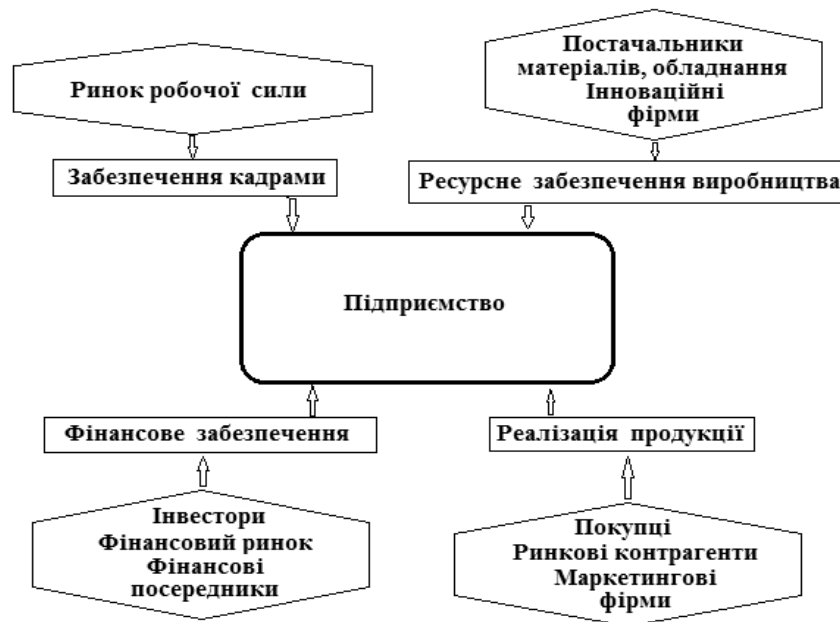 Ринок робочої сили
Постачальники
матеріалів, обладнання
Інноваційні
фірми
Забезпечення кадрами
Ресурсне забезпечення виробництва
Підприємство
Фінансове забезпечення
Реалізація продукції
Інвестори
Фінансовий ринок
Фінансові
посередники
Покупці
Ринкові контрагенти
Маркетингові
фірми